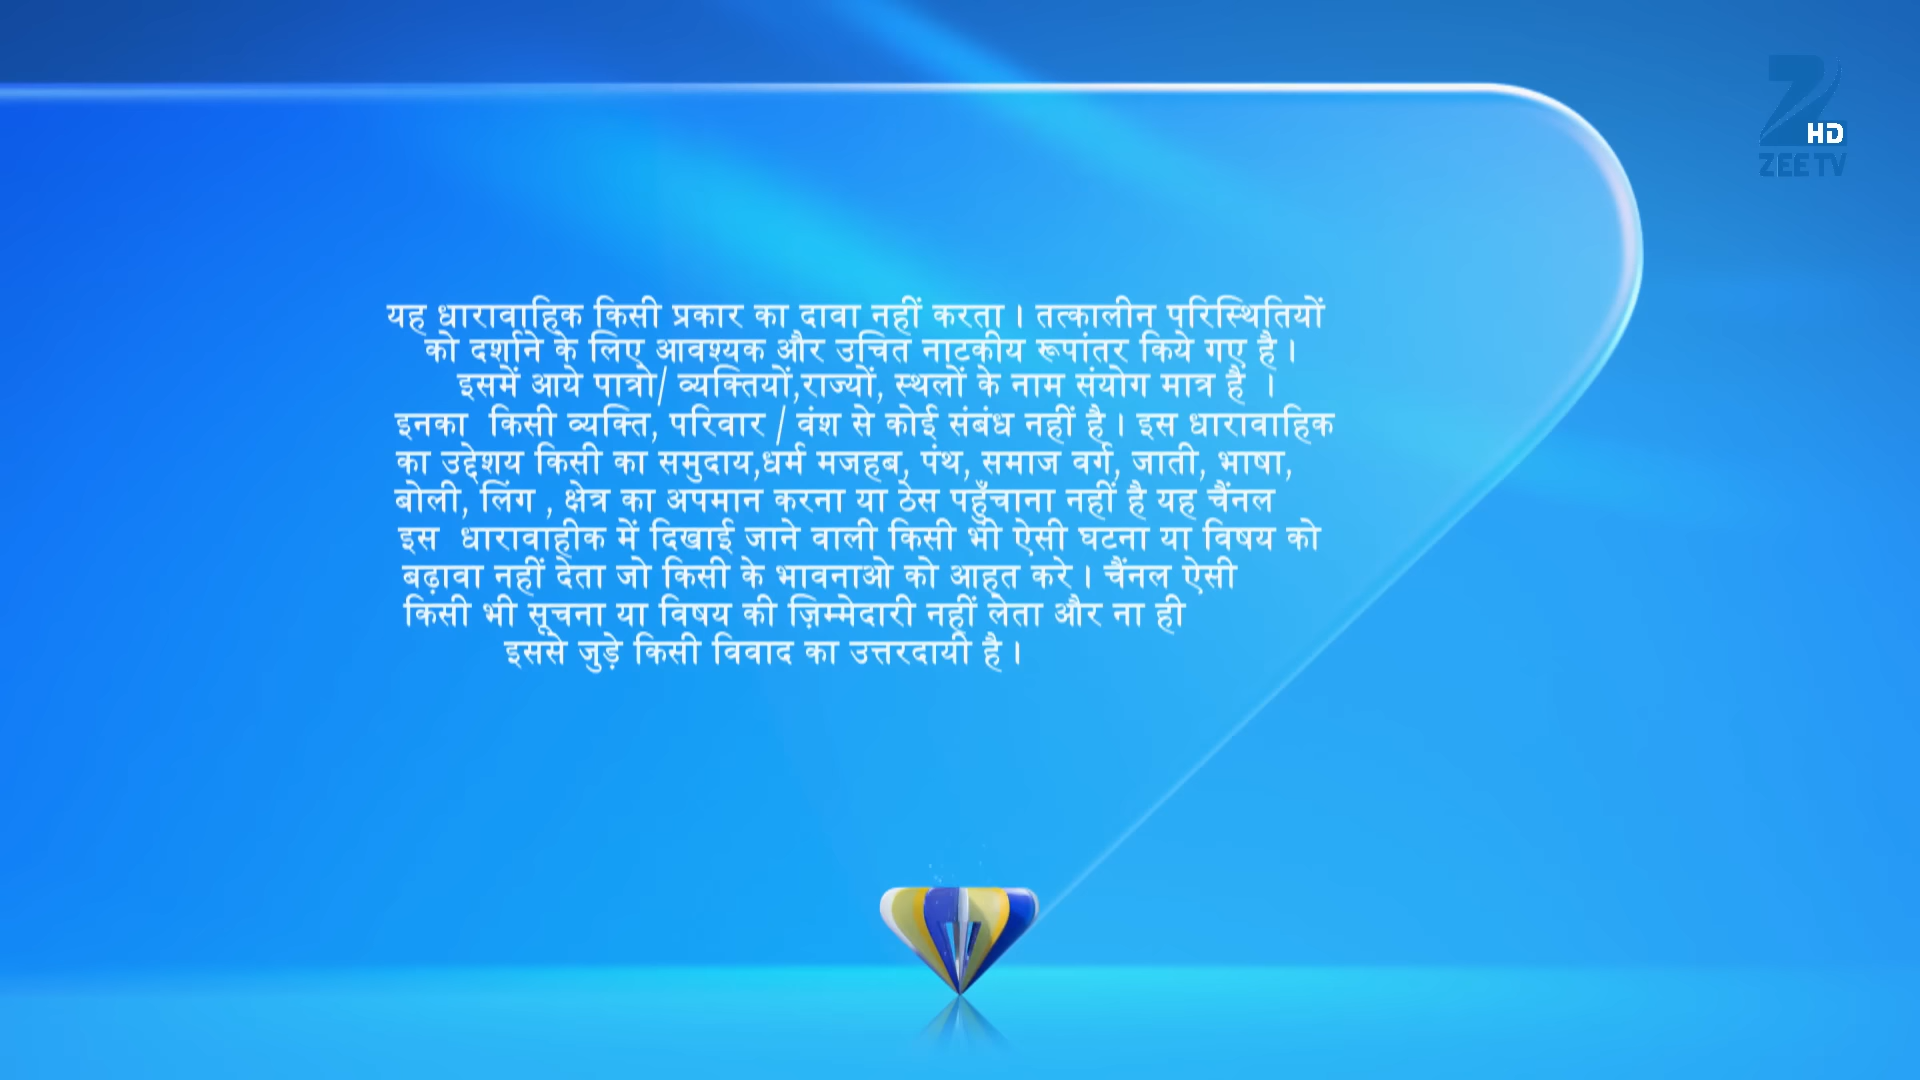 HD
ZEE TV
यह धारावाहिक किसी प्रकार का दावा नहीं करता । तत्कालीन परिस्थितियों
को दर्शाने के लिए आवश्यक और उचित नाटकीय रूपांतर किये गए है ।
इसमें आये पात्रो/ व्यक्तियों,राज्यों, स्थलों के नाम संयोग मात्र हैं ।
इनका किसी व्यक्ति, परिवार / वंश से कोई संबंध नहीं है । इस धारावाहिक
का उद्देशय किसी का समुदाय,धर्म मजहब, पंथ, समाज वर्ग, जाती, भाषा,
बोली, लिंग , क्षेत्र का अपमान करना या ठेस पहुँचाना नहीं है यह चैंनल
इस धारावाहीक में दिखाई जाने वाली किसी भी ऐसी घटना या विषय को
बढ़ावा नहीं देता जो किसी के भावनाओ को आहत करे । चैंनल ऐसी
किसी भी सूचना या विषय की ज़िम्मेदारी नहीं लेता और ना ही
इससे जुड़े किसी विवाद का उत्तरदायी है ।